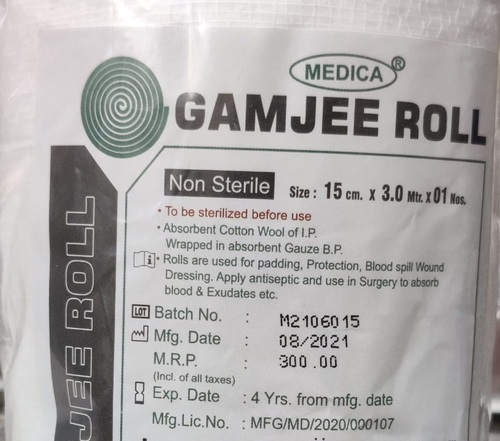 MEDICA®
GAMJEE ROLL
Non Sterile Size : 15 cm. X 3.0 Mtr. X 01 Nos.
• To be sterilized before use
• Absorbent Cotton Wool of I.P.
Wrapped in absorbent Gauze B.P.
• Rolls are used for padding, Protection, Blood spill Wound
Dressing. Apply antiseptic and use in Surgery to absorb
blood & Exudates etc.
LOT Batch No. : M2106015
Mfg. Date : 08/2021
M.R.P. : 300.00
(Incl. of all taxes)
Exp. Date : 4 Yrs. from mfg. date
Mfg.Lic.No. : MFG/MD/2020/000107
JEE ROLL